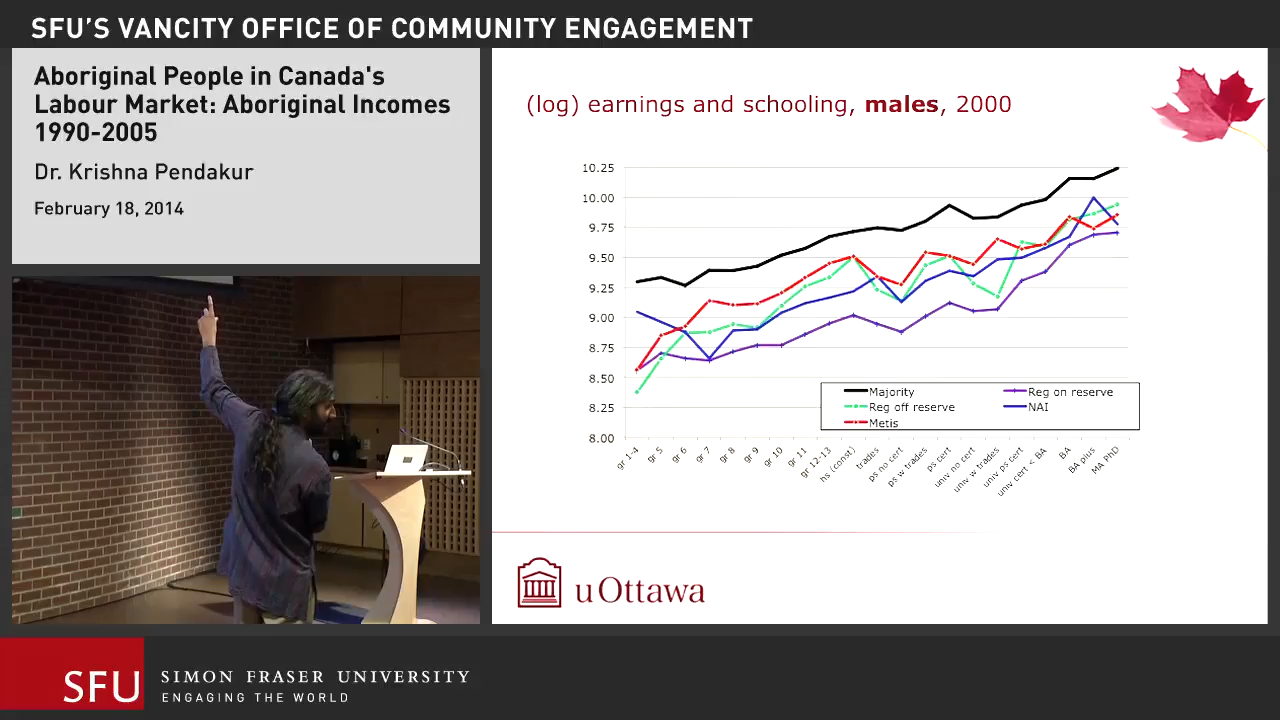 SFU'S VANCITY OFFICE OF COMMUNITY ENGAGEMENT
Aboriginal People in Canada's
Labour Market: Aboriginal Incomes
1990-2005
Dr. Krishna Pendakur
February 18, 2014
(log) earnings and schooling, males, 2000
10.25
10.00
9.75
9.50
9.25
9.00
8.75
8.50
8.25
8.00
Majority
Reg on reserve
Reg off reserve
NAI
Metis
gr 1-4
gr 5
gr 6
gr 7
gr 8
gr 9
gr 10
gr 11
gr 12-13
hs (const)
trades
ps no cert
ps w trades
ps cert
univ no cert
univ w trades
univ ps cert
univ cert < BA
BA
BA plus
MA PhD
uOttawa
SFU
SIMON FRASER UNIVERSITY
ENGAGING THE WORLD